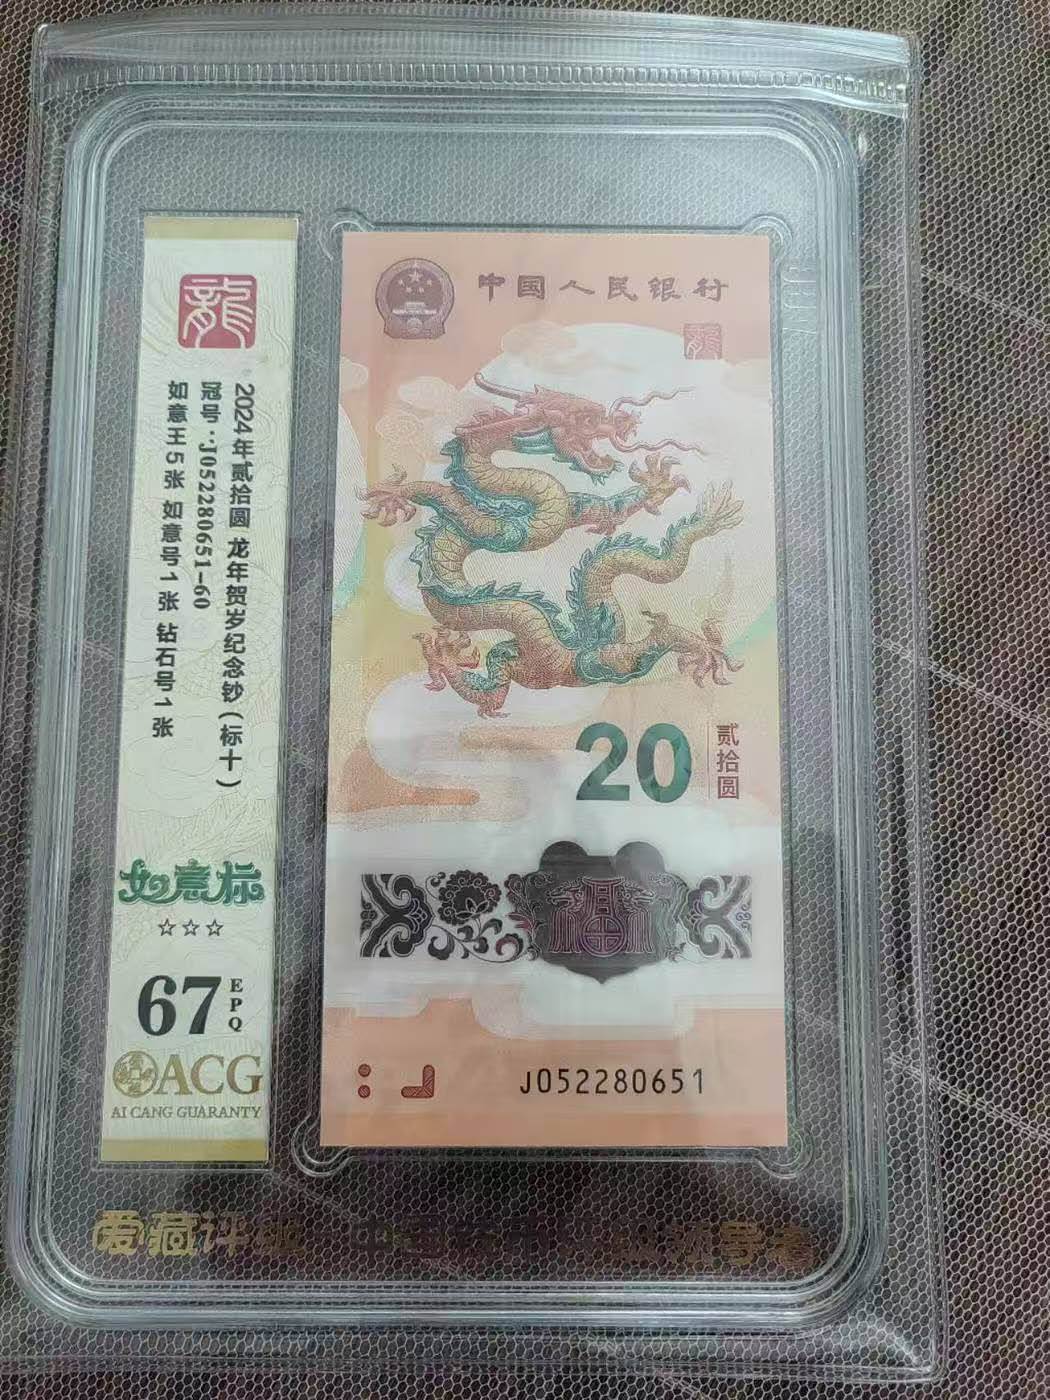 龍
2024年贰拾圆 龙年贺岁纪念钞(标十)
冠号:J052280651-60
如意王5张 如意号1张 钻石号1张
如意标
☆☆☆
67
EPQ
ACG
AI CANG GUARANTY
中国人民银行
龍
20
贰拾圆
J052280651
爱藏评级